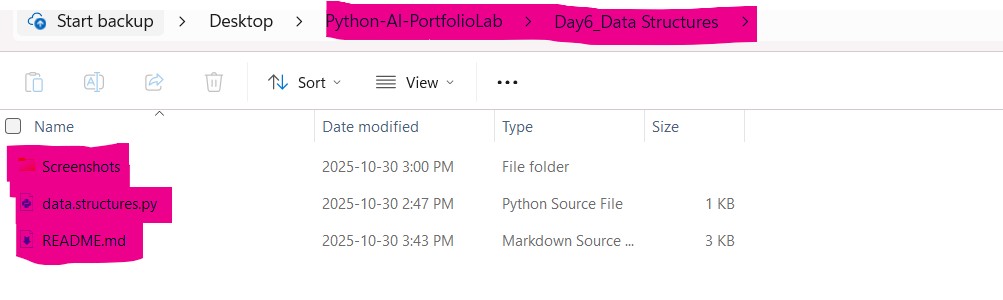 Start backup > Desktop > Python-AI-PortfolioLab > Day6_Data Structures >
Sort View ...
Name Date modified Type Size
Screenshots 2025-10-30 3:00 PM File folder
data.structures.py 2025-10-30 2:47 PM Python Source File 1 KB
README.md 2025-10-30 3:43 PM Markdown Source ... 3 KB